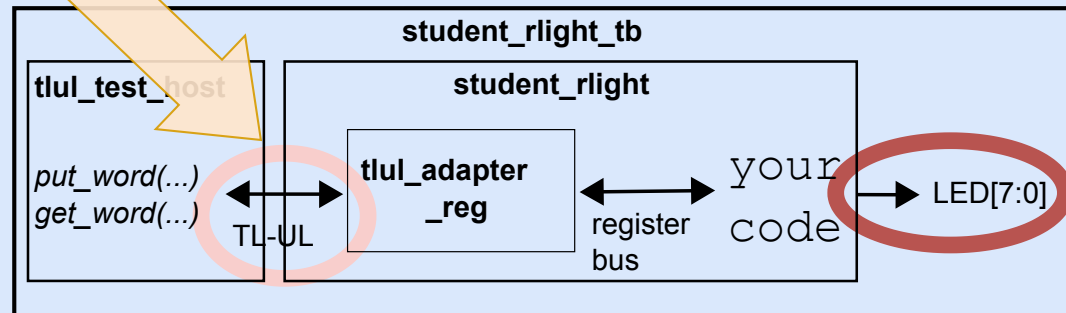 student_rlight_tb
tlul_test_host
student_rlight
put_word(...)
get_word(...)
TL-UL
tlul_adapter
_reg
register
bus
your
code
LED[7:0]